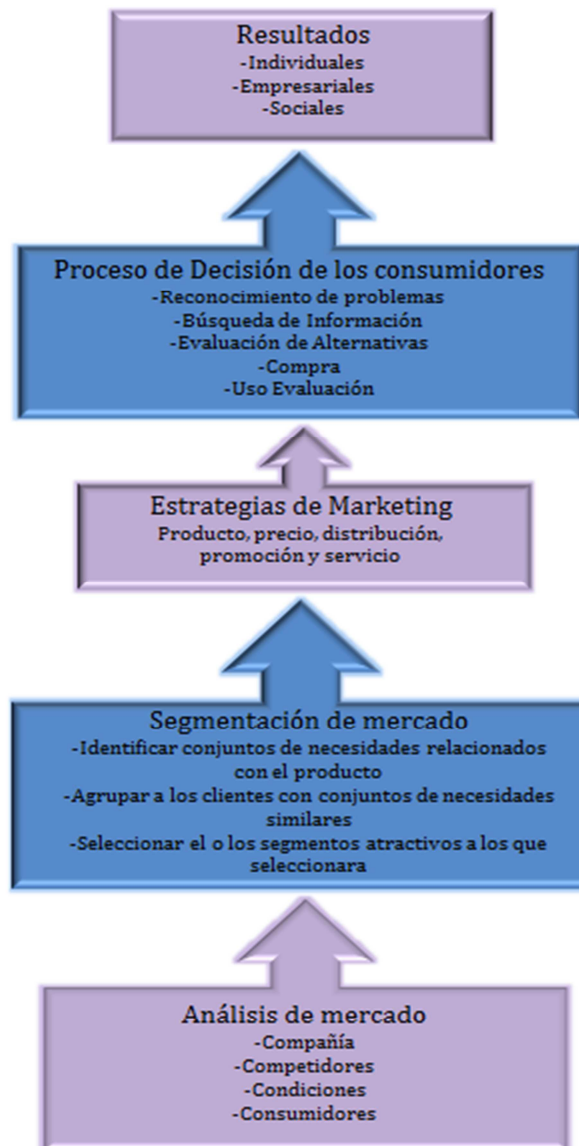 Resultados
-Individuales
-Empresariales
-Sociales
Proceso de Decisión de los consumidores
-Reconocimiento de problemas
-Búsqueda de Información
-Evaluación de Alternativas
-Compra
-Uso Evaluación
Estrategias de Marketing
Producto, precio, distribución,
promoción y servicio
Segmentación de mercado
-Identificar conjuntos de necesidades relacionados
con el producto
-Agrupar a los clientes con conjuntos de necesidades
similares
-Seleccionar el o los segmentos atractivos a los que
seleccionara
Análisis de mercado
-Compañía
-Competidores
-Condiciones
-Consumidores